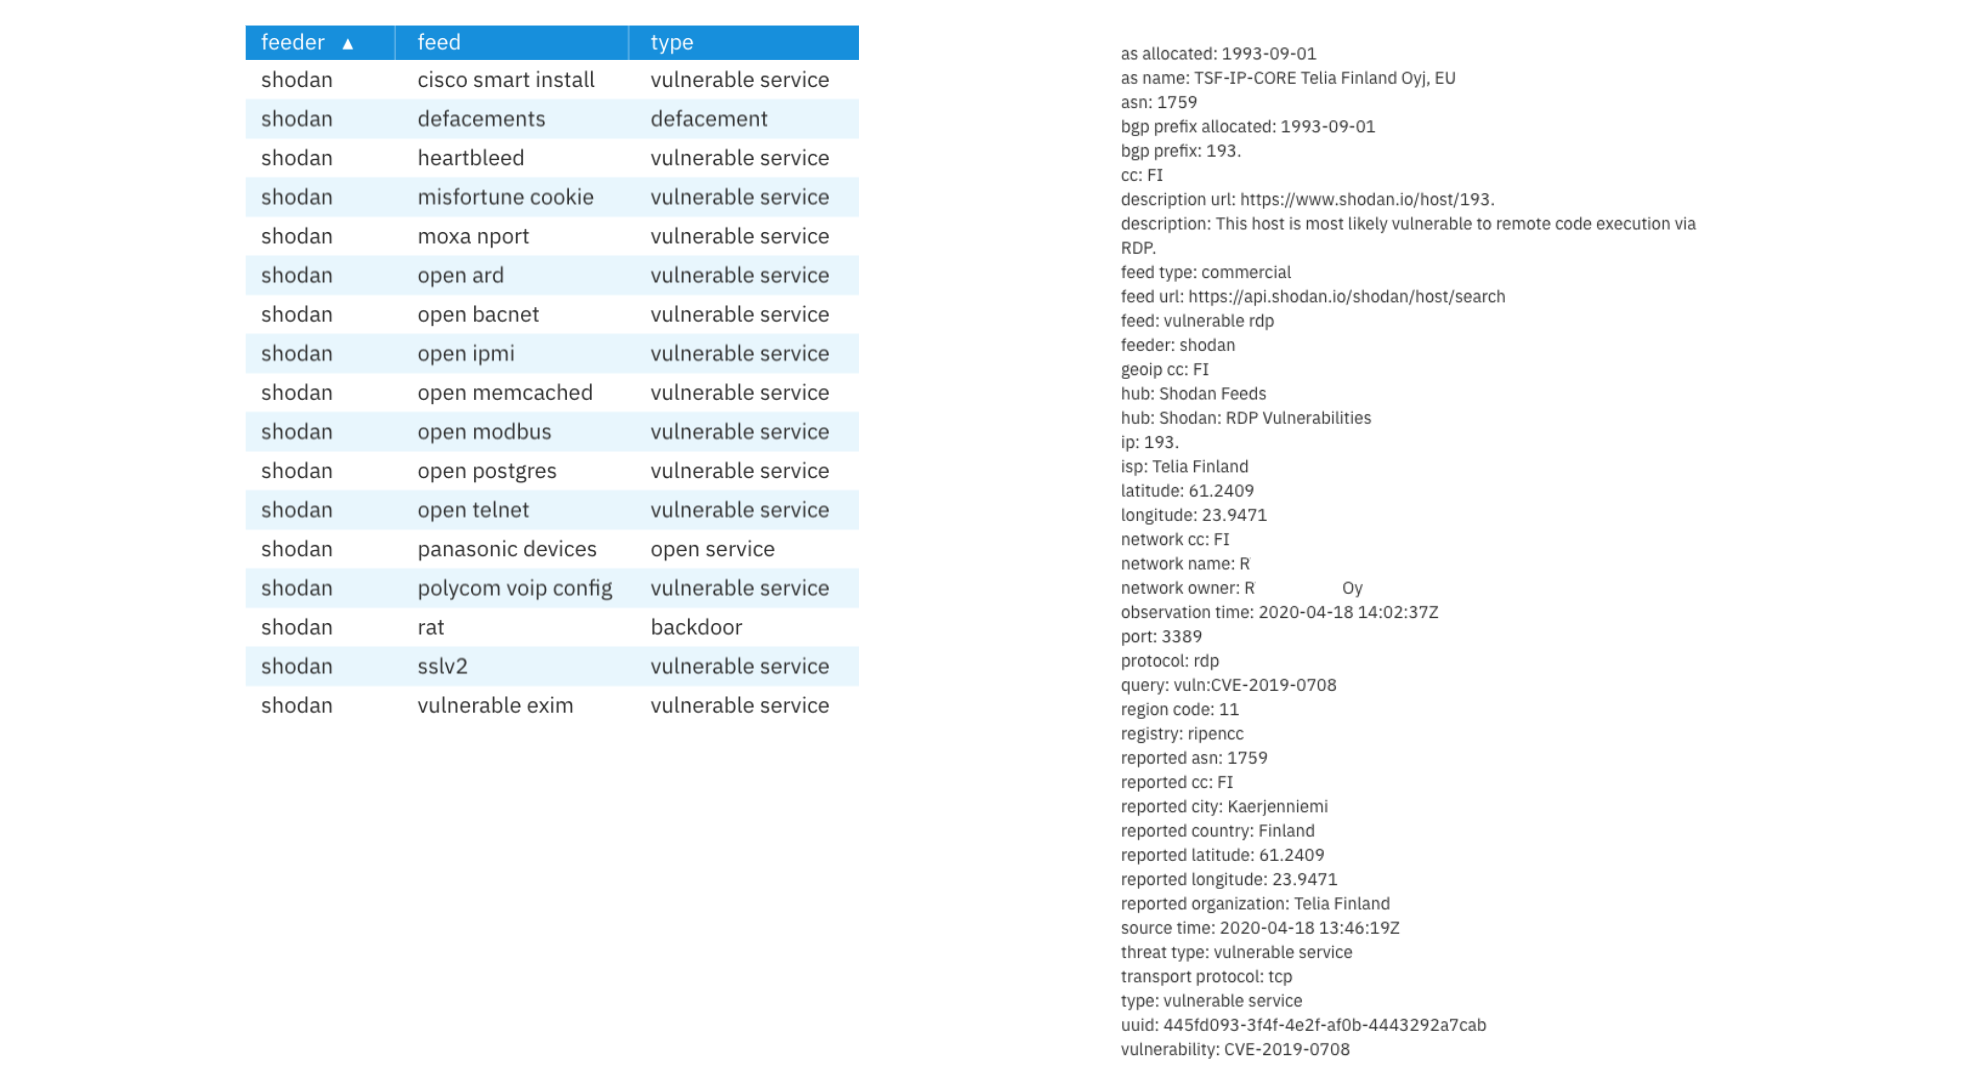 feeder ▲ feed type
shodan cisco smart install vulnerable service
shodan defacements defacement
shodan heartbleed vulnerable service
shodan misfortune cookie vulnerable service
shodan moxa nport vulnerable service
shodan open ard vulnerable service
shodan open bacnet vulnerable service
shodan open ipmi vulnerable service
shodan open memcached vulnerable service
shodan open modbus vulnerable service
shodan open postgres vulnerable service
shodan open telnet vulnerable service
shodan panasonic devices open service
shodan polycom voip config vulnerable service
shodan rat backdoor
shodan sslv2 vulnerable service
shodan vulnerable exim vulnerable service
as allocated: 1993-09-01
as name: TSF-IP-CORE Telia Finland Oyj, EU
asn: 1759
bgp prefix allocated: 1993-09-01
bgp prefix: 193.
cc: FI
description url: https://www.shodan.io/host/193.
description: This host is most likely vulnerable to remote code execution via
RDP.
feed type: commercial
feed url: https://api.shodan.io/shodan/host/search
feed: vulnerable rdp
feeder: shodan
geoip cc: FI
hub: Shodan Feeds
hub: Shodan: RDP Vulnerabilities
ip: 193.
isp: Telia Finland
latitude: 61.2409
longitude: 23.9471
network cc: FI
network name: R
network owner: R Oy
observation time: 2020-04-18 14:02:37Z
port: 3389
protocol: rdp
query: vuln:CVE-2019-0708
region code: 11
registry: ripencc
reported asn: 1759
reported cc: FI
reported city: Kaerjenniemi
reported country: Finland
reported latitude: 61.2409
reported longitude: 23.9471
reported organization: Telia Finland
source time: 2020-04-18 13:46:19Z
threat type: vulnerable service
transport protocol: tcp
type: vulnerable service
uuid: 445fd093-3f4f-4e2f-af0b-4443292a7cab
vulnerability: CVE-2019-0708